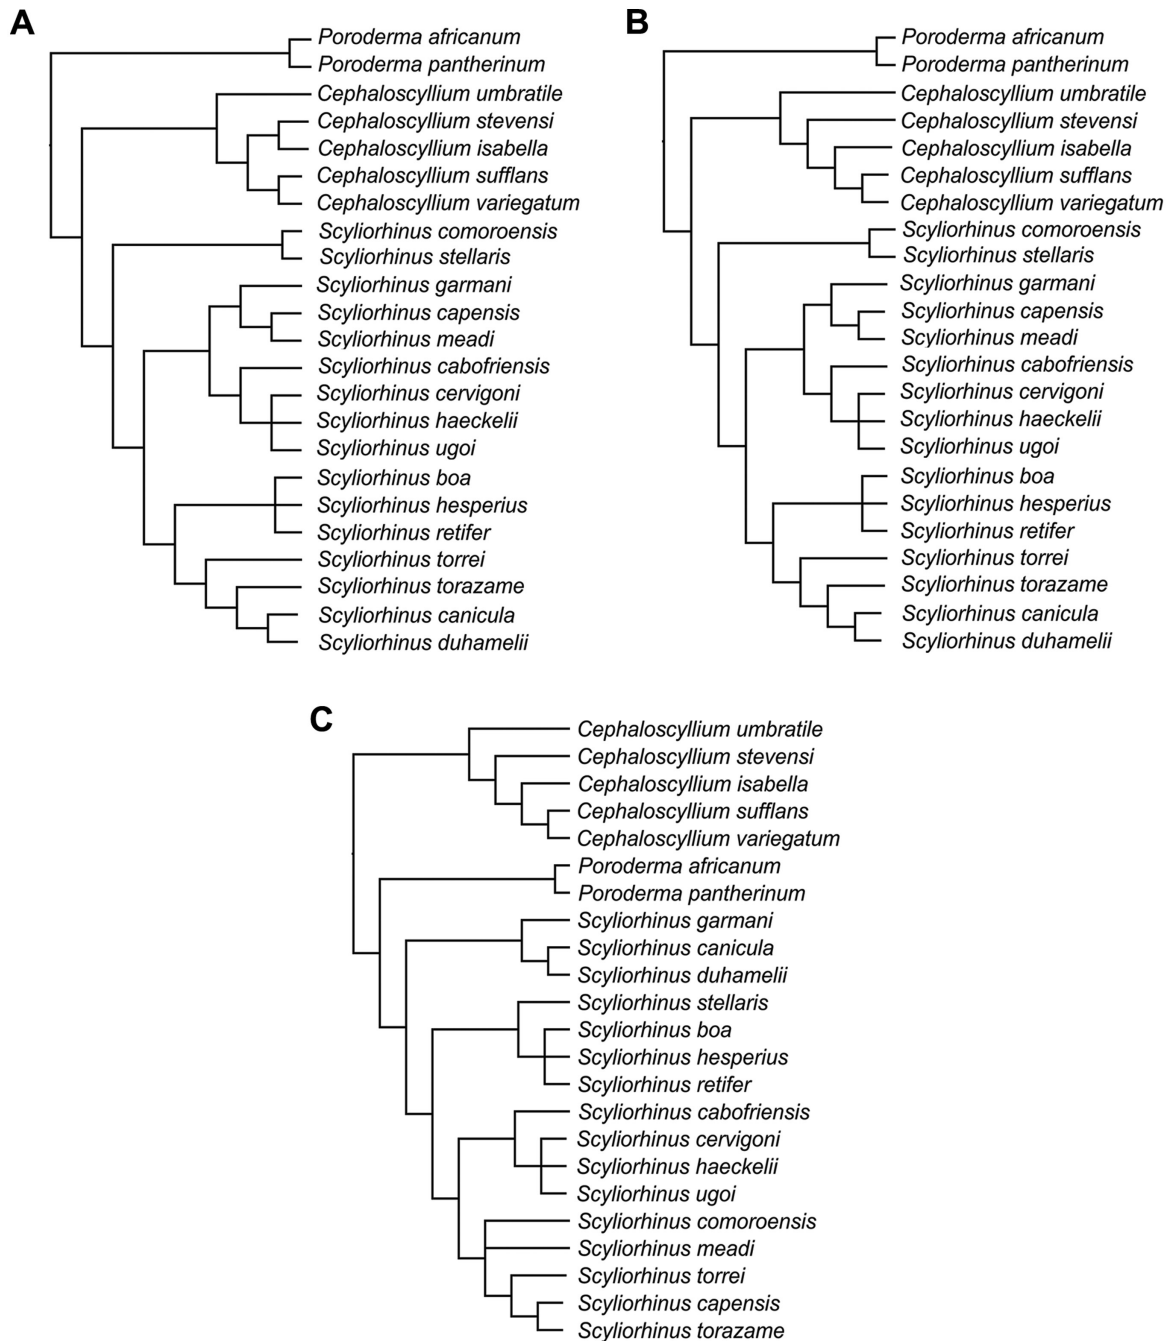 A
Poroderma africanum
Poroderma pantherinum
Cephaloscyllium umbratile
Cephaloscyllium stevensi
Cephaloscyllium isabella
Cephaloscyllium sufflans
Cephaloscyllium variegatum
Scyliorhinus comoroensis
Scyliorhinus stellaris
Scyliorhinus garmani
Scyliorhinus capensis
Scyliorhinus meadi
Scyliorhinus cabofriensis
Scyliorhinus cervigoni
Scyliorhinus haeckelii
Scyliorhinus ugoi
Scyliorhinus boa
Scyliorhinus hesperius
Scyliorhinus retifer
Scyliorhinus torrei
Scyliorhinus torazame
Scyliorhinus canicula
Scyliorhinus duhamelii
B
Poroderma africanum
Poroderma pantherinum
Cephaloscyllium umbratile
Cephaloscyllium stevensi
Cephaloscyllium isabella
Cephaloscyllium sufflans
Cephaloscyllium variegatum
Scyliorhinus comoroensis
Scyliorhinus stellaris
Scyliorhinus garmani
Scyliorhinus capensis
Scyliorhinus meadi
Scyliorhinus cabofriensis
Scyliorhinus cervigoni
Scyliorhinus haeckelii
Scyliorhinus ugoi
Scyliorhinus boa
Scyliorhinus hesperius
Scyliorhinus retifer
Scyliorhinus torrei
Scyliorhinus torazame
Scyliorhinus canicula
Scyliorhinus duhamelii
C
Cephaloscyllium umbratile
Cephaloscyllium stevensi
Cephaloscyllium isabella
Cephaloscyllium sufflans
Cephaloscyllium variegatum
Poroderma africanum
Poroderma pantherinum
Scyliorhinus garmani
Scyliorhinus canicula
Scyliorhinus duhamelii
Scyliorhinus stellaris
Scyliorhinus boa
Scyliorhinus hesperius
Scyliorhinus retifer
Scyliorhinus cabofriensis
Scyliorhinus cervigoni
Scyliorhinus haeckelii
Scyliorhinus ugoi
Scyliorhinus comoroensis
Scyliorhinus meadi
Scyliorhinus torrei
Scyliorhinus capensis
Scyliorhinus torazame